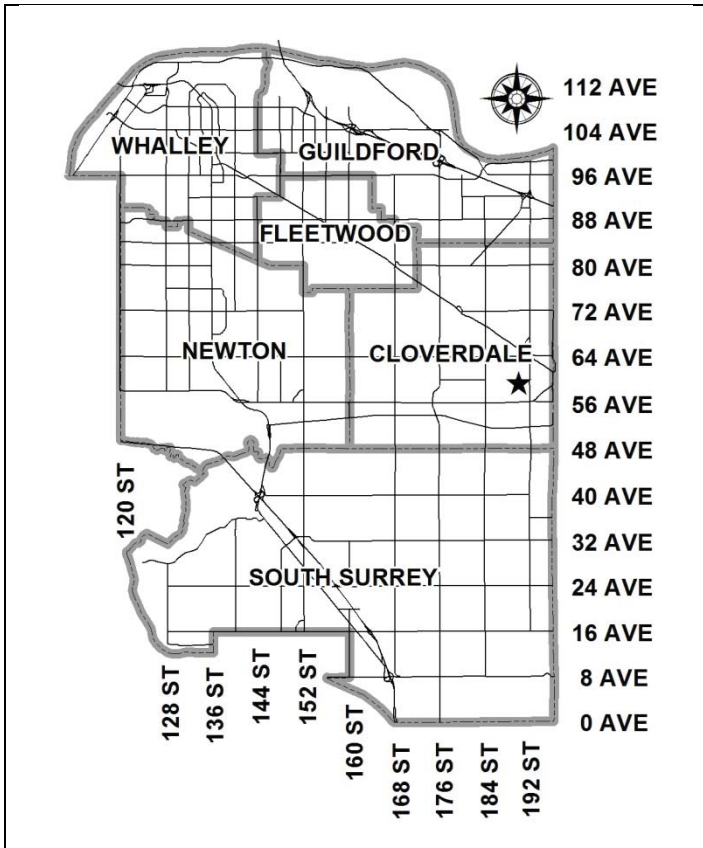 112 AVE
104 AVE
WHALLEY
GUILDFORD
96 AVE
88 AVE
FLEETWOOD
80 AVE
72 AVE
NEWTON
CLOVERDALE
64 AVE
56 AVE
48 AVE
120 ST
40 AVE
32 AVE
SOUTH SURREY
24 AVE
16 AVE
128 ST
136 ST
144 ST
152 ST
160 ST
168 ST
176 ST
184 ST
192 ST
8 AVE
0 AVE